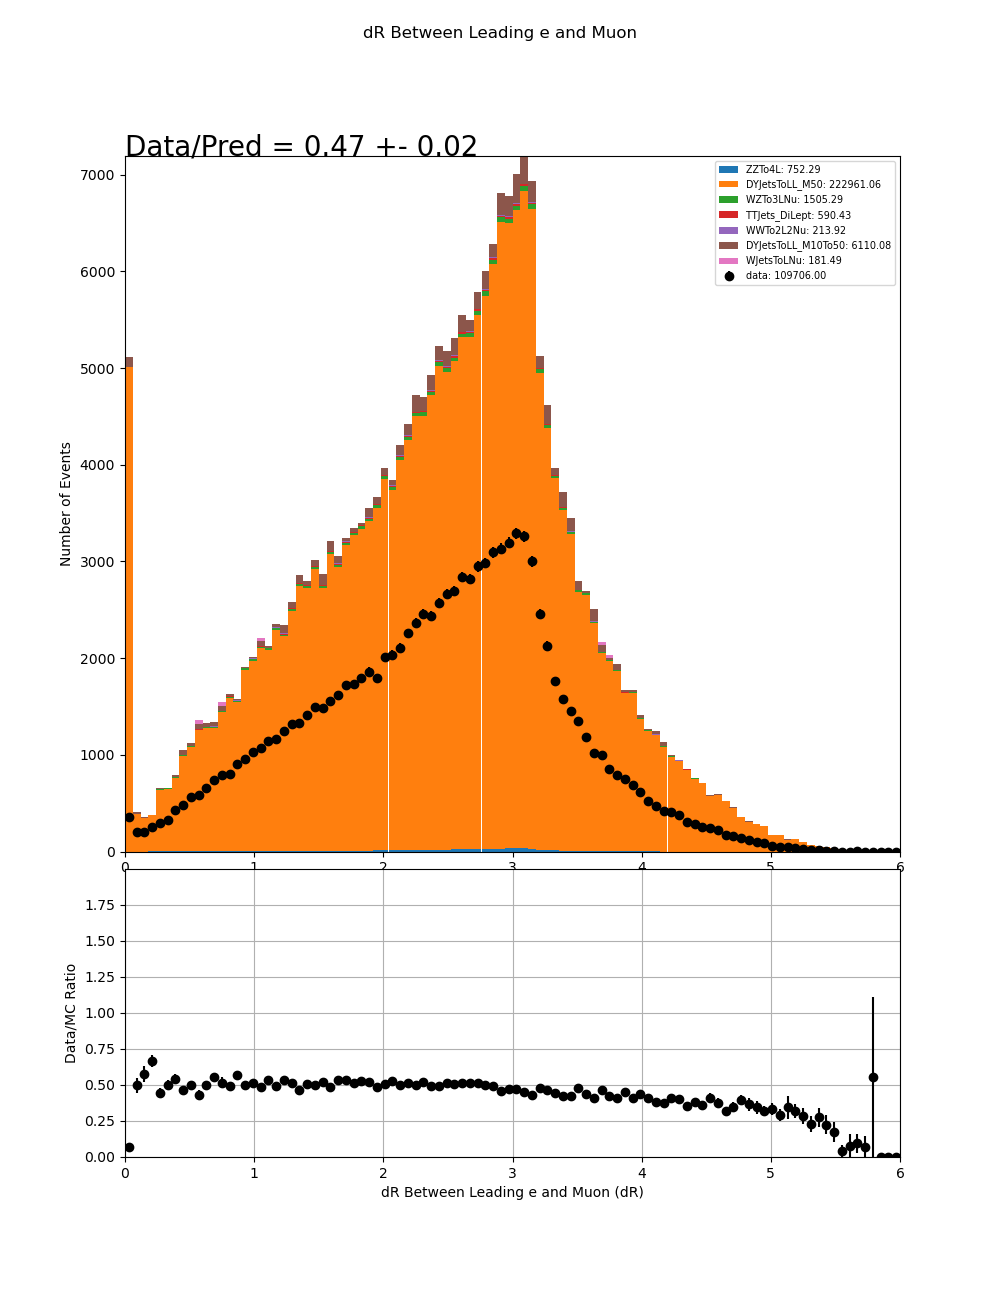 dR Between Leading e and Muon
Data/Pred = 0.47 +- 0.02
7000
6000
5000
4000
3000
2000
1000
0
Number of Events
ZZTo4L: 752.29
DYJetsToLL_M50: 222961.06
WZTo3LNu: 1505.29
TTJets_DiLept: 590.43
WWTo2L2Nu: 213.92
DYJetsToLL_M10To50: 6110.08
WJetsToLNu: 181.49
data: 109706.00
0 1 2 3 4 5 6
1.75
1.50
1.25
1.00
0.75
0.50
0.25
0.00
Data/MC Ratio
0 1 2 3 4 5 6
dR Between Leading e and Muon (dR)